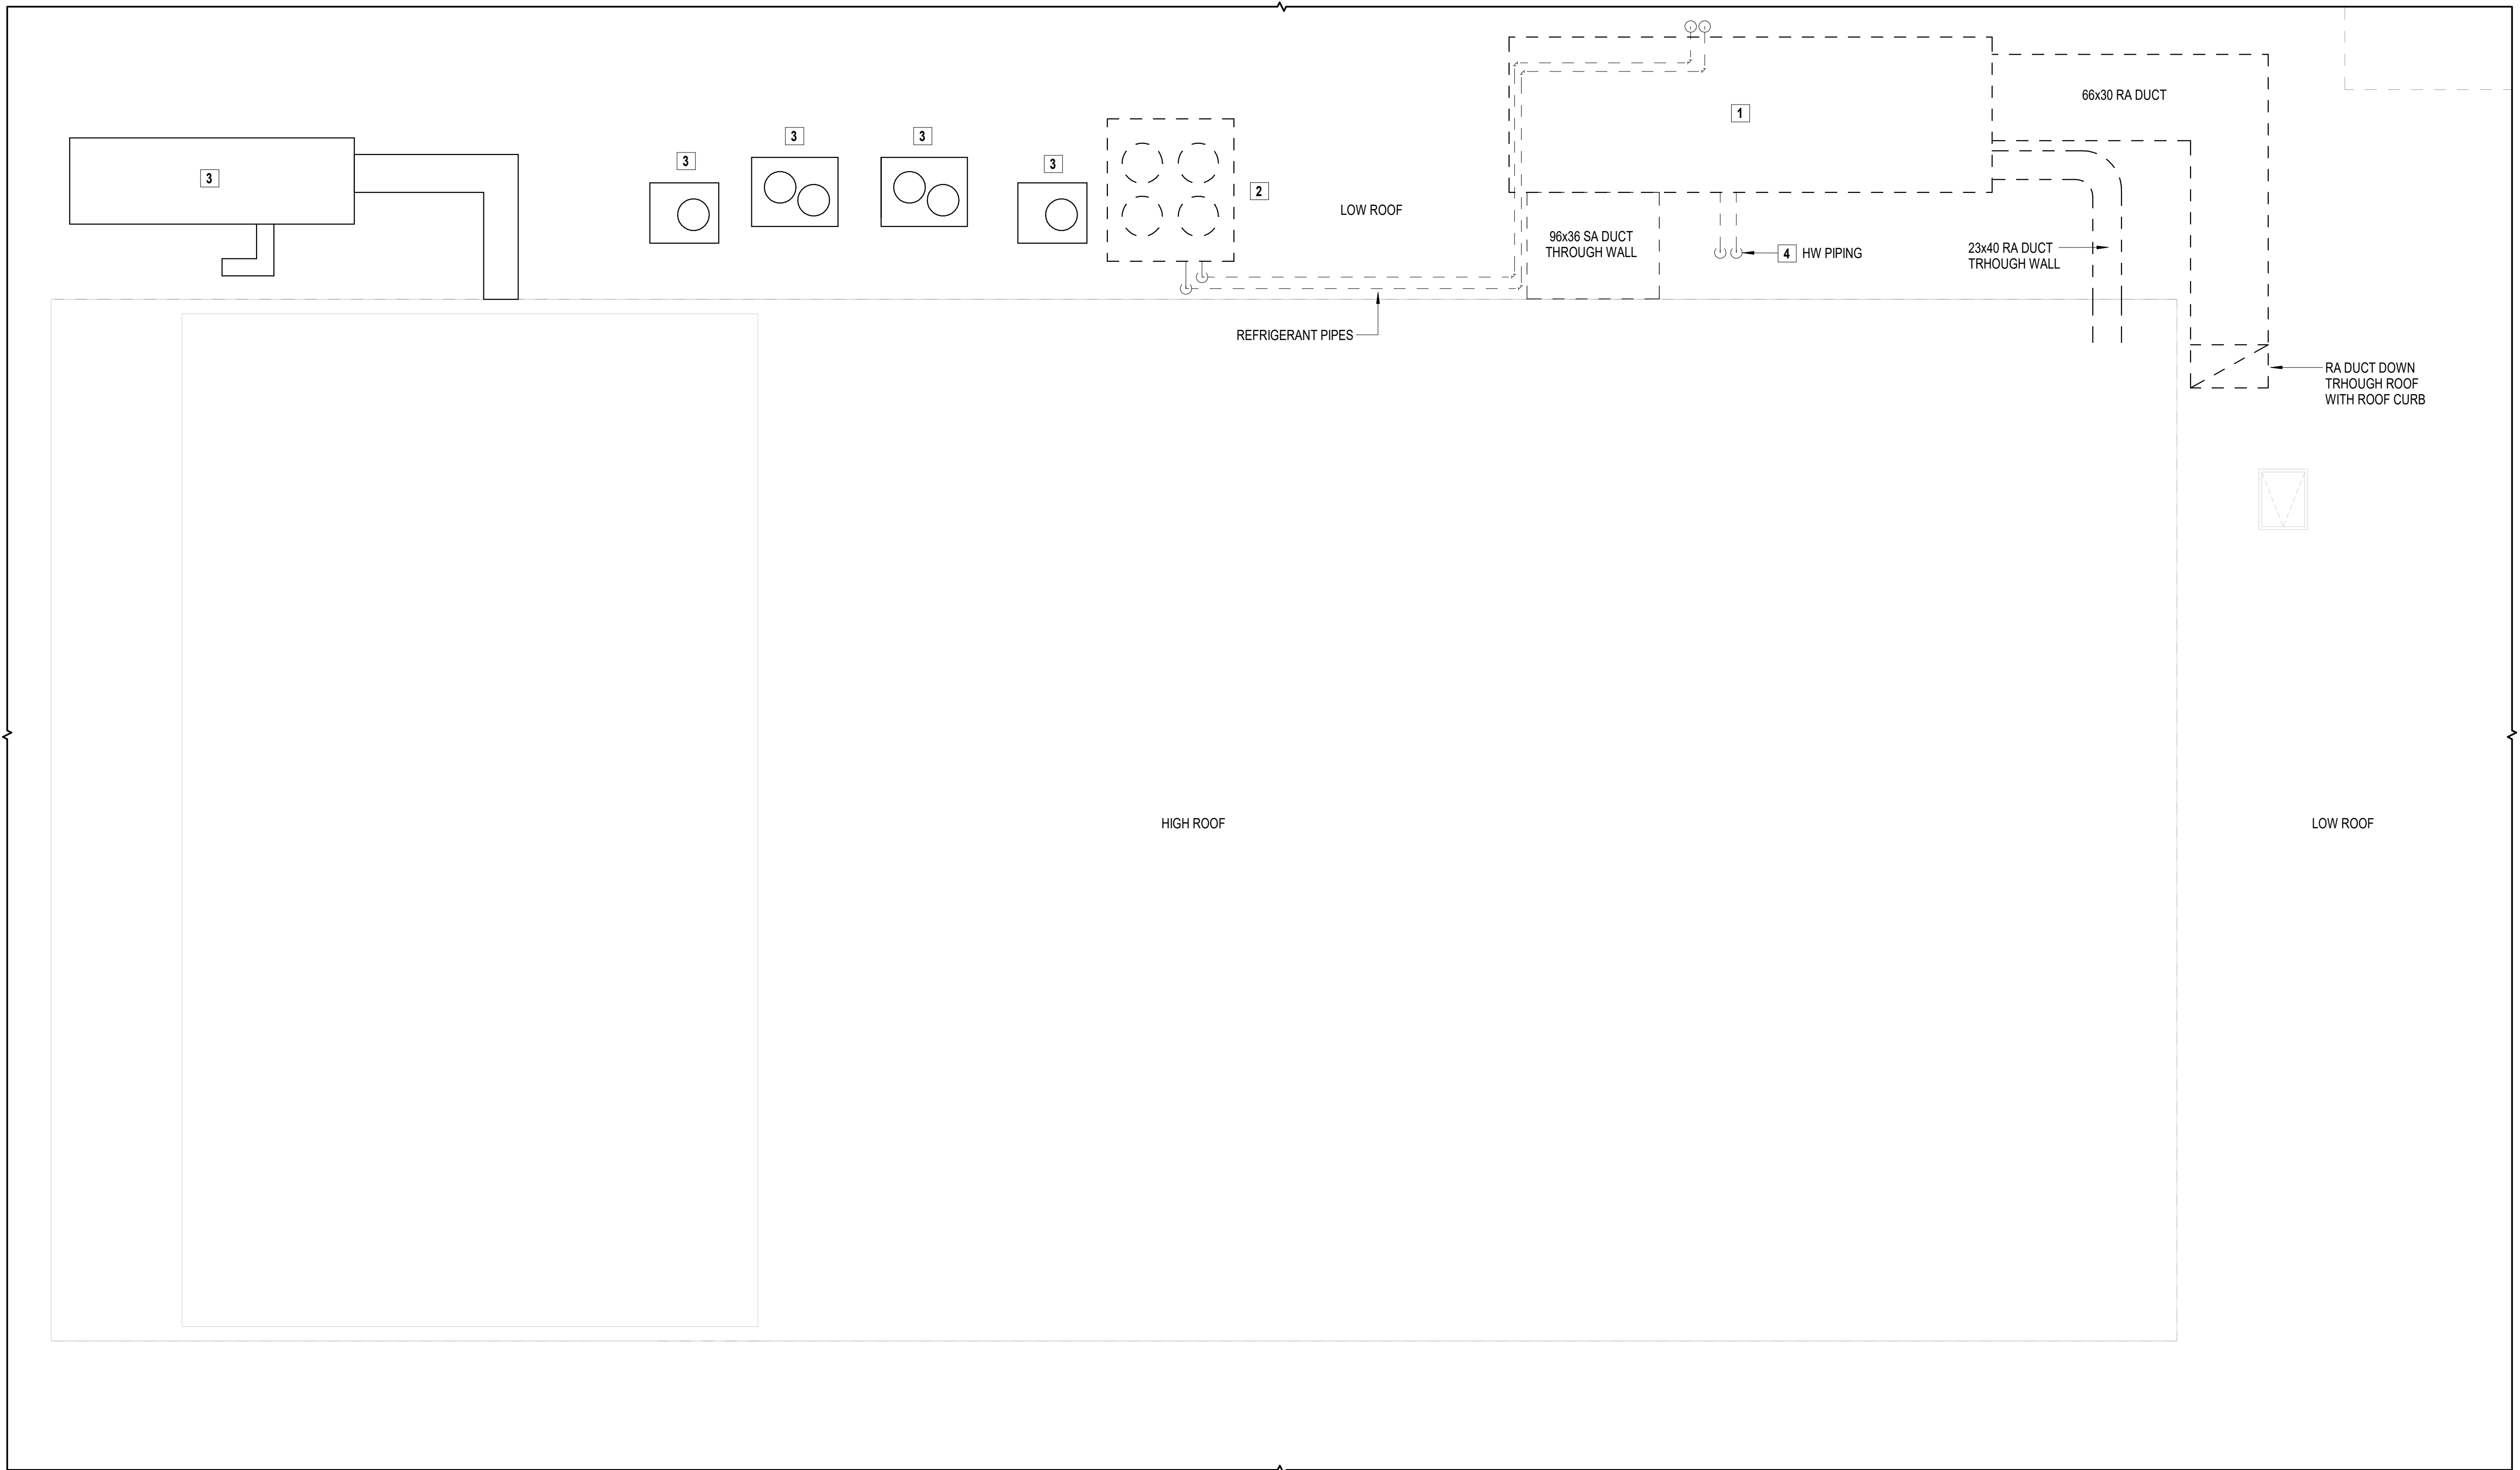 66x30 RA DUCT
1
3
3
3
3
3
2
LOW ROOF
96x36 SA DUCT
THROUGH WALL
4 HW PIPING
23x40 RA DUCT
TRHOUGH WALL
REFRIGERANT PIPES
RA DUCT DOWN
TRHOUGH ROOF
WITH ROOF CURB
HIGH ROOF
LOW ROOF